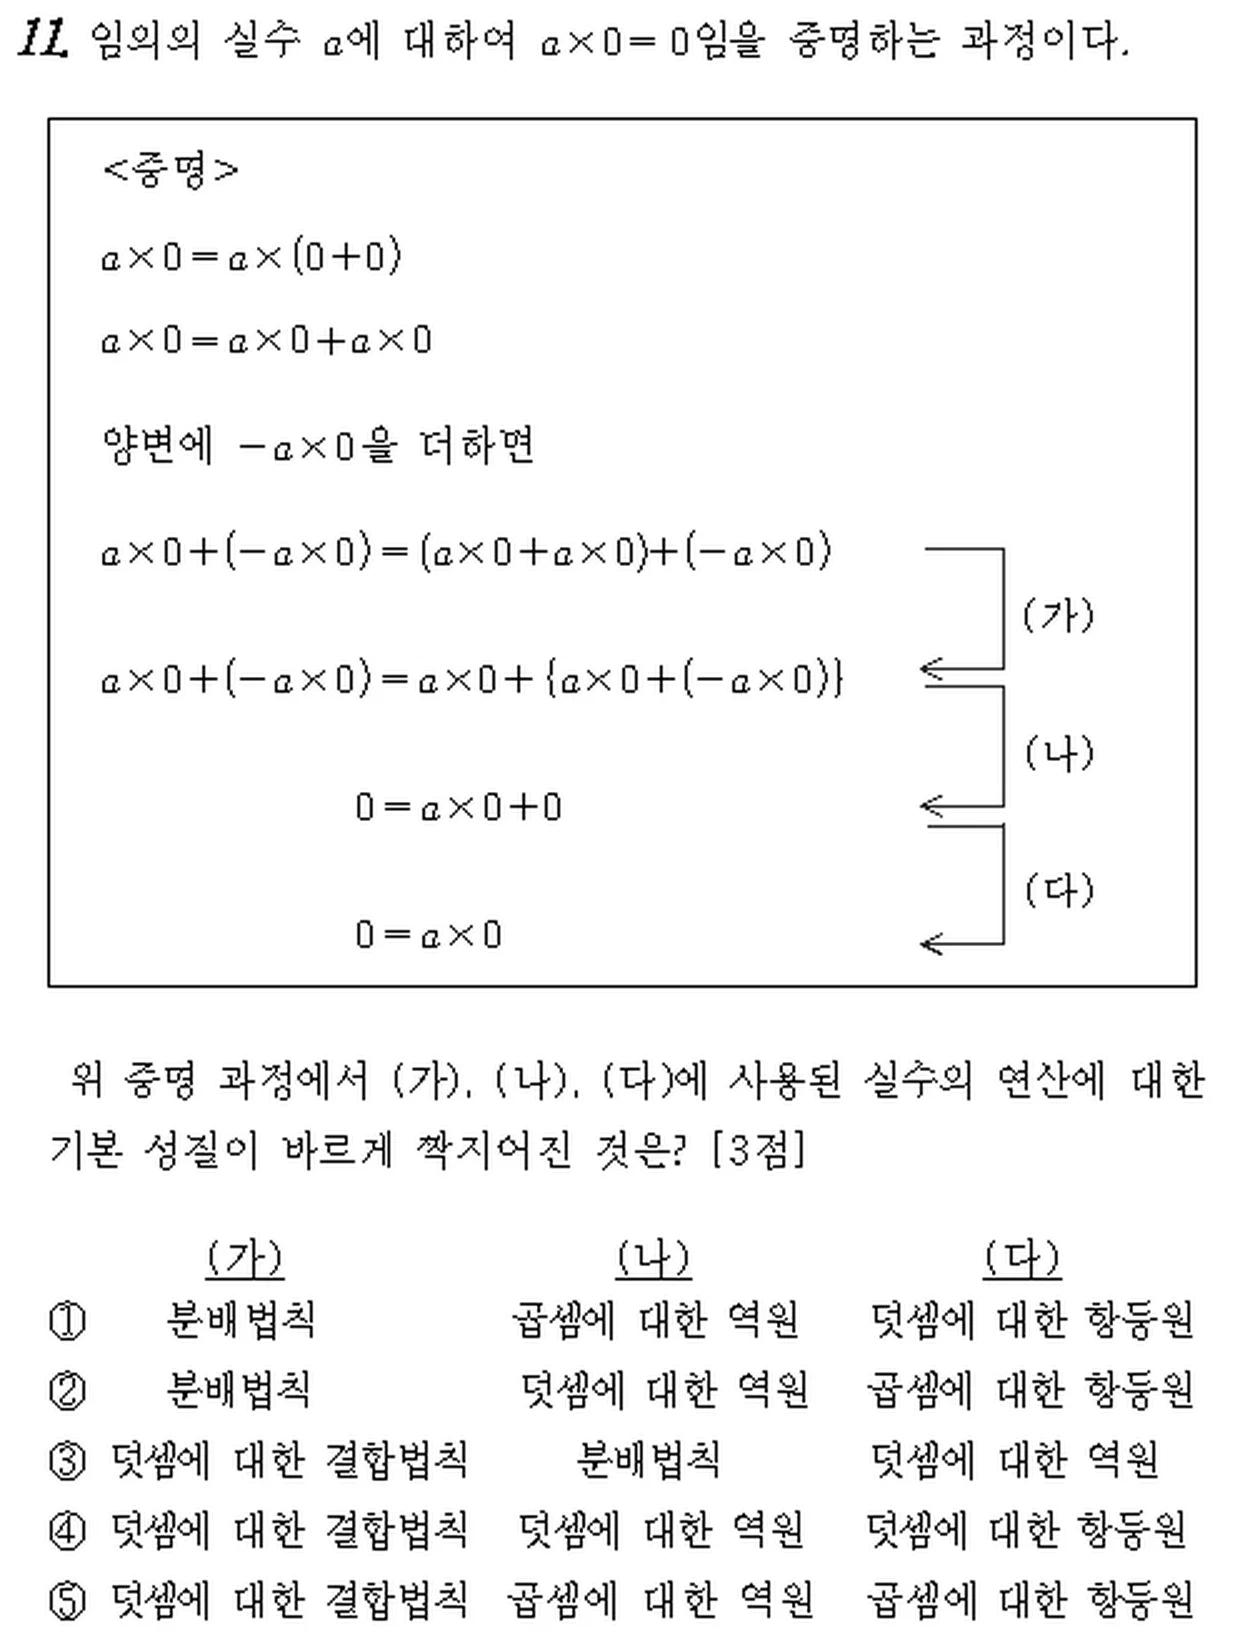 11. 임의의 실수 a에 대하여 a×0=0임을 증명하는 과정이다.
<증명>
a×0=a×(0+0)
a×0=a×0+a×0
양변에 -a×0을 더하면
a×0+(-a×0)=(a×0+a×0)+(-a×0)
(가)
a×0+(-a×0)=a×0+{a×0+(-a×0)}
(나)
0=a×0+0
(다)
0=a×0
위 증명 과정에서 (가), (나), (다)에 사용된 실수의 연산에 대한
기본 성질이 바르게 짝지어진 것은? [3점]
(가) (나) (다)
① 분배법칙 곱셈에 대한 역원 덧셈에 대한 항등원
② 분배법칙 덧셈에 대한 역원 곱셈에 대한 항등원
③ 덧셈에 대한 결합법칙 분배법칙 덧셈에 대한 역원
④ 덧셈에 대한 결합법칙 덧셈에 대한 역원 덧셈에 대한 항등원
⑤ 덧셈에 대한 결합법칙 곱셈에 대한 역원 곱셈에 대한 항등원